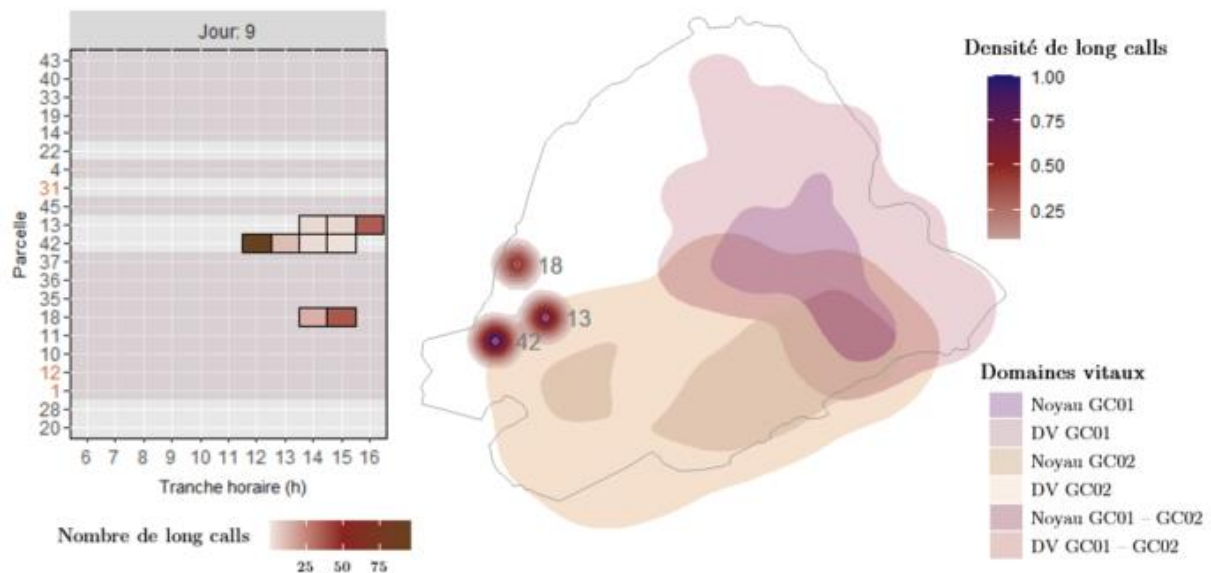 Jour: 9
Parcelle
43
40
33
19
14
22
4
31
45
13
42
37
36
35
18
11
10
12
1
28
20
6 7 8 9 10 11 12 13 14 15 16
Tranche horaire (h)
Nombre de long calls
25 50 75
18
13
42
Densité de long calls
1.00
0.75
0.50
0.25
Domaines vitaux
Noyau GC01
DV GC01
Noyau GC02
DV GC02
Noyau GC01 – GC02
DV GC01 – GC02